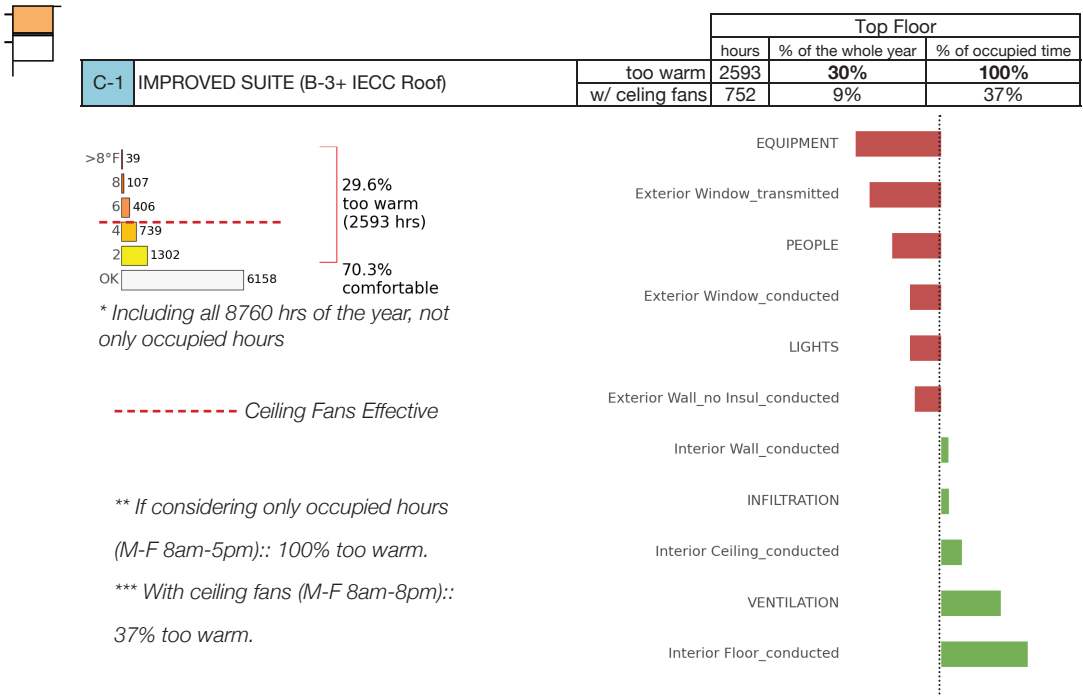 Top Floor
hours % of the whole year % of occupied time
C-1 IMPROVED SUITE (B-3+ IECC Roof) too warm 2593 30% 100%
w/ celing fans 752 9% 37%
>8°F 39
8 107
6 406
4 739
2 1302
OK 6158
29.6%
too warm
(2593 hrs)
70.3%
comfortable
* Including all 8760 hrs of the year, not
only occupied hours
Ceiling Fans Effective
** If considering only occupied hours
(M-F 8am-5pm):: 100% too warm.
*** With ceiling fans (M-F 8am-8pm)::
37% too warm.
EQUIPMENT
Exterior Window_transmitted
PEOPLE
Exterior Window_conducted
LIGHTS
Exterior Wall_no Insul_conducted
Interior Wall_conducted
INFILTRATION
Interior Ceiling_conducted
VENTILATION
Interior Floor_conducted